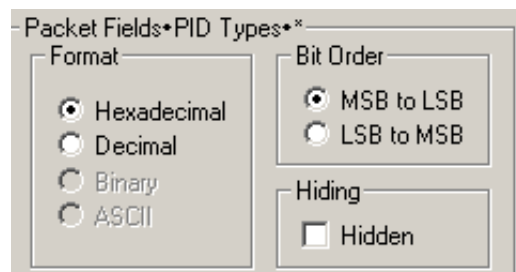 Packet Fields•PID Types•*
Format
Hexadecimal
Decimal
Binary
ASCII
Bit Order
MSB to LSB
LSB to MSB
Hiding
Hidden